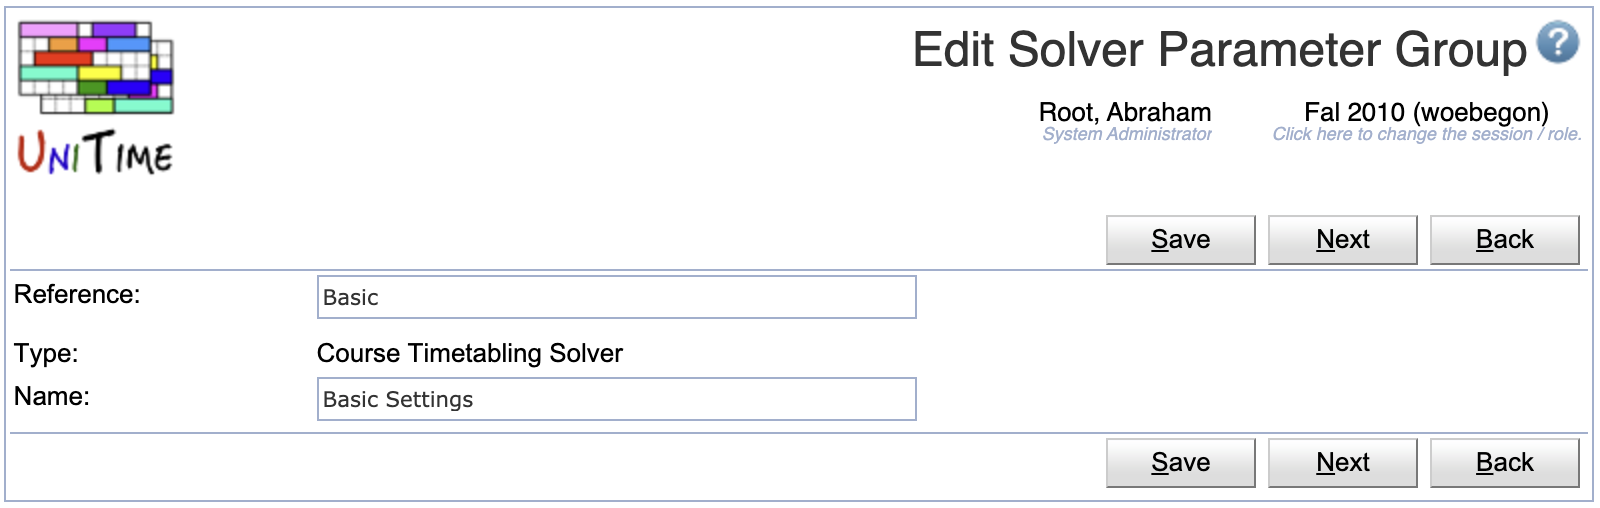 Edit Solver Parameter Group ?
UniTime
Root, Abraham Fal 2010 (woebegon)
System Administrator Click here to change the session / role.
Save Next Back
Reference: Basic
Type: Course Timetabling Solver
Name: Basic Settings
Save Next Back